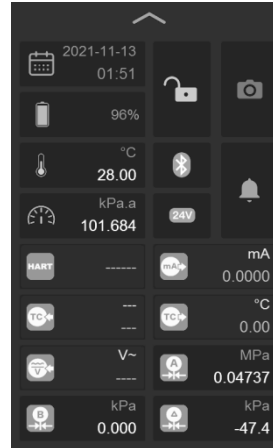 2021-11-13
01:51
96%
°C
28.00
24V
kPa.a
101.684
HART
------
mA
mA
0.0000
TC
---
---
TC
°C
0.00
V
V~
----
A
MPa
0.04737
B
kPa
0.000
Δ
kPa
-47.4